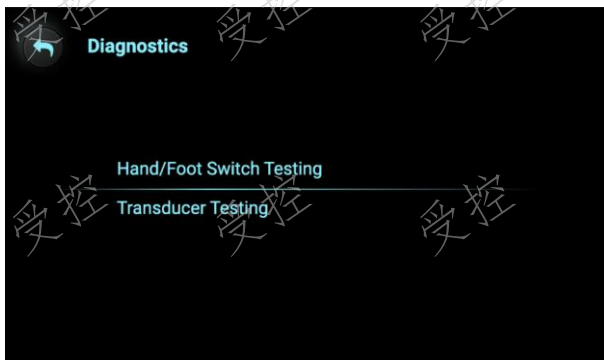 受控 受控 受控
Diagnostics
Hand/Foot Switch Testing
Transducer Testing
受控 受控 受控